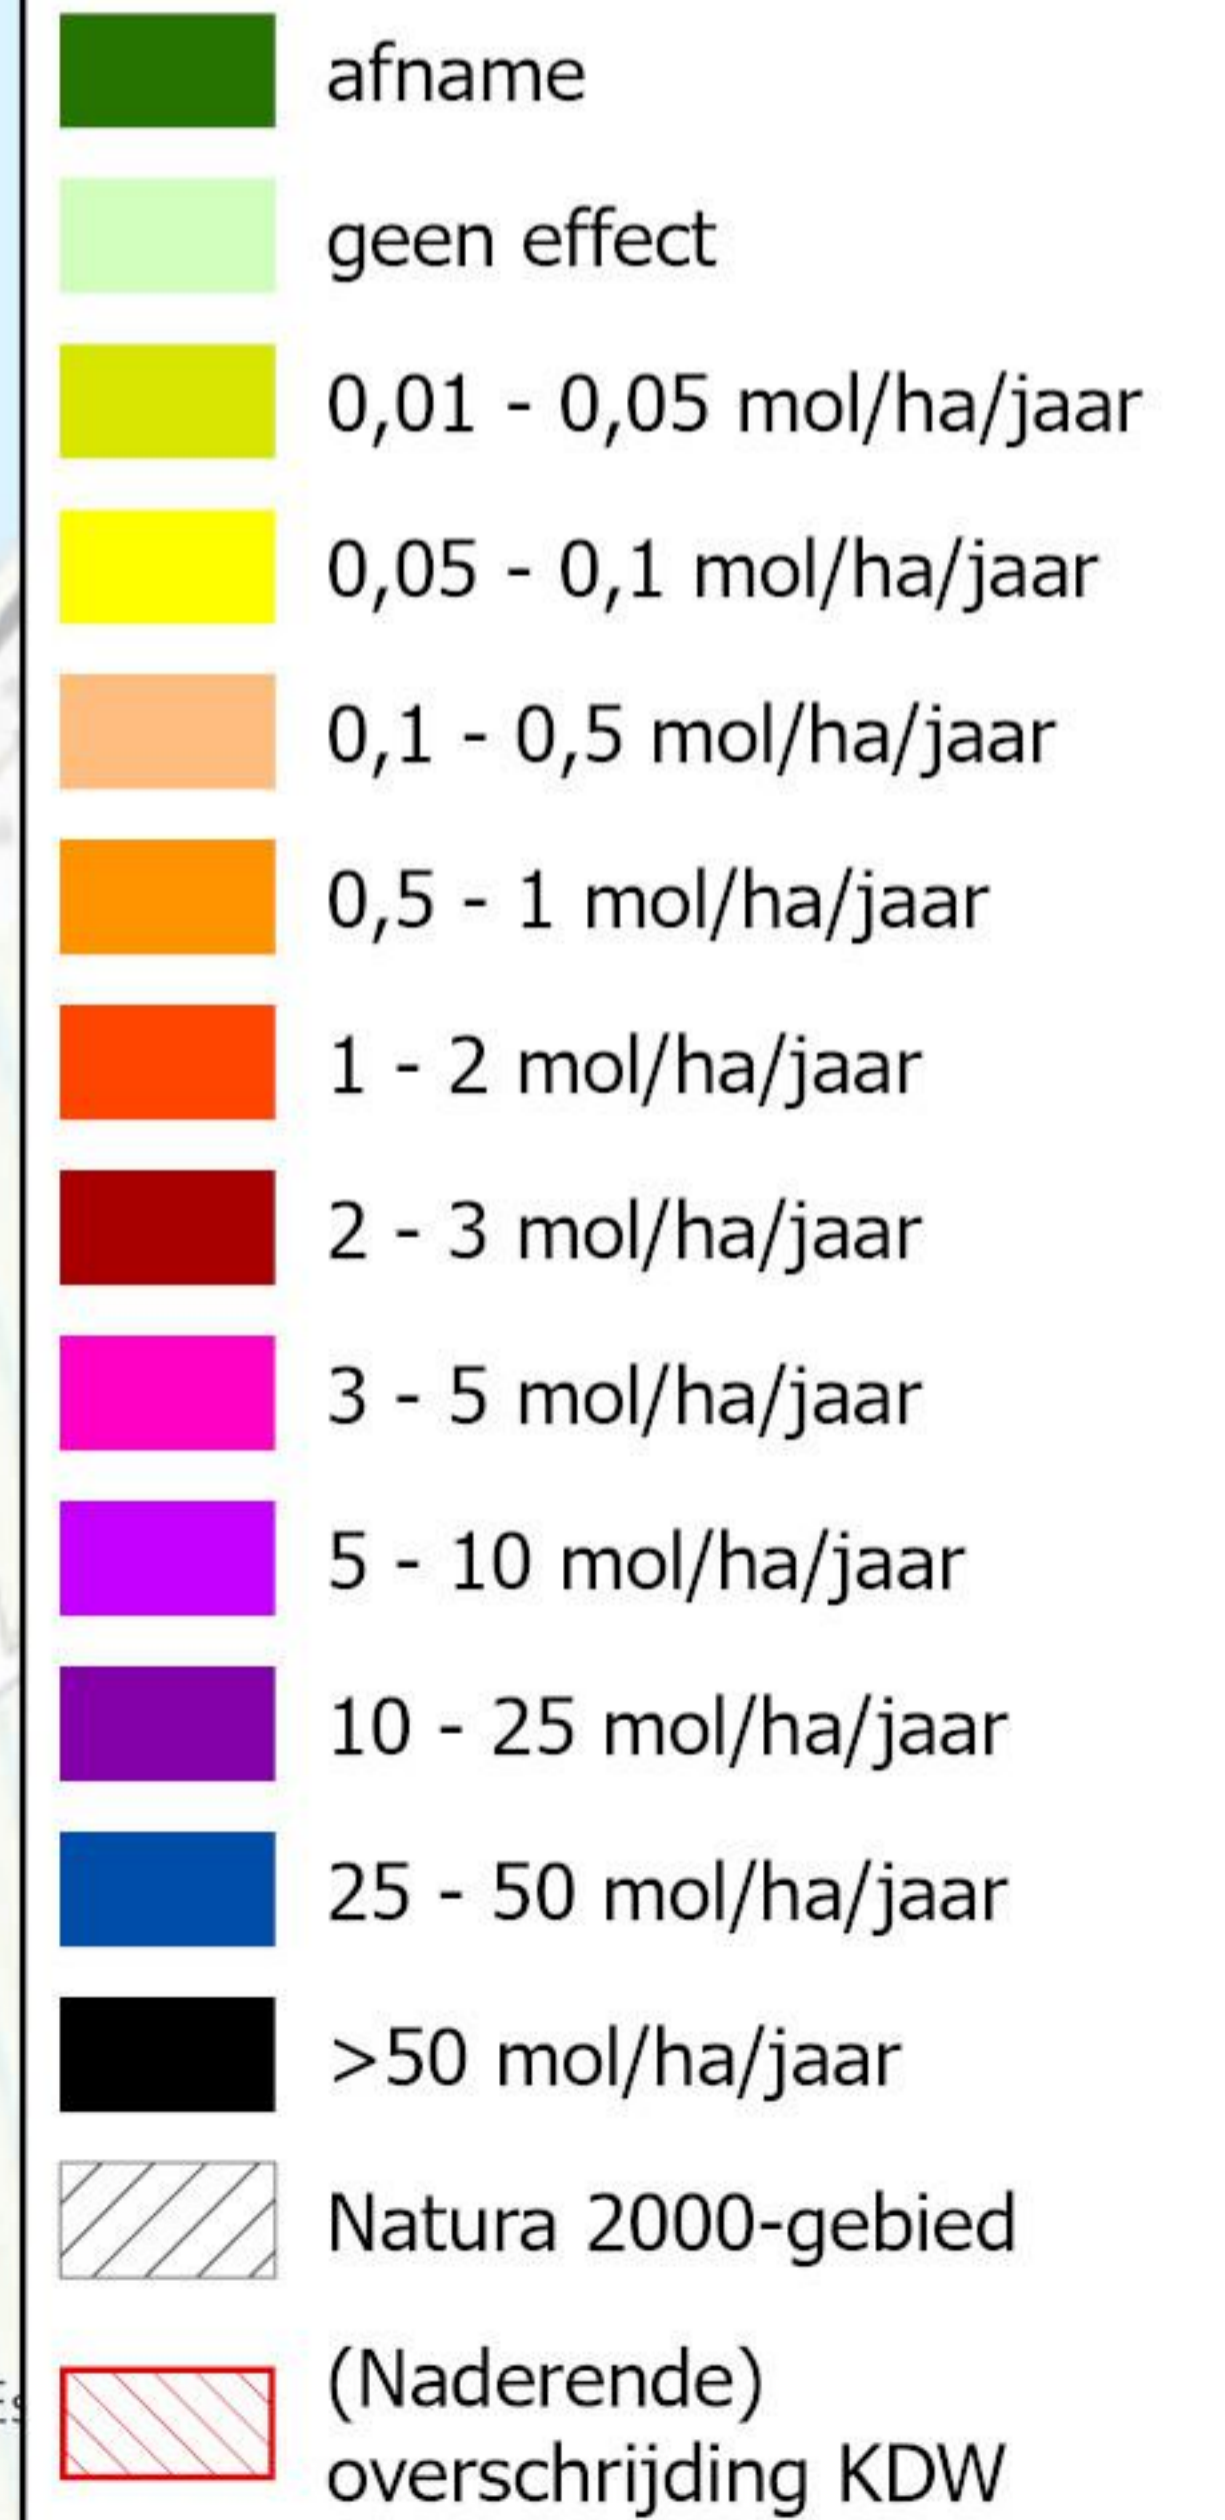 afname
geen effect
0,01 - 0,05 mol/ha/jaar
0,05 - 0,1 mol/ha/jaar
0,1 - 0,5 mol/ha/jaar
0,5 - 1 mol/ha/jaar
1 - 2 mol/ha/jaar
2 - 3 mol/ha/jaar
3 - 5 mol/ha/jaar
5 - 10 mol/ha/jaar
10 - 25 mol/ha/jaar
25 - 50 mol/ha/jaar
>50 mol/ha/jaar
Natura 2000-gebied
(Naderende)
overschrijding KDW